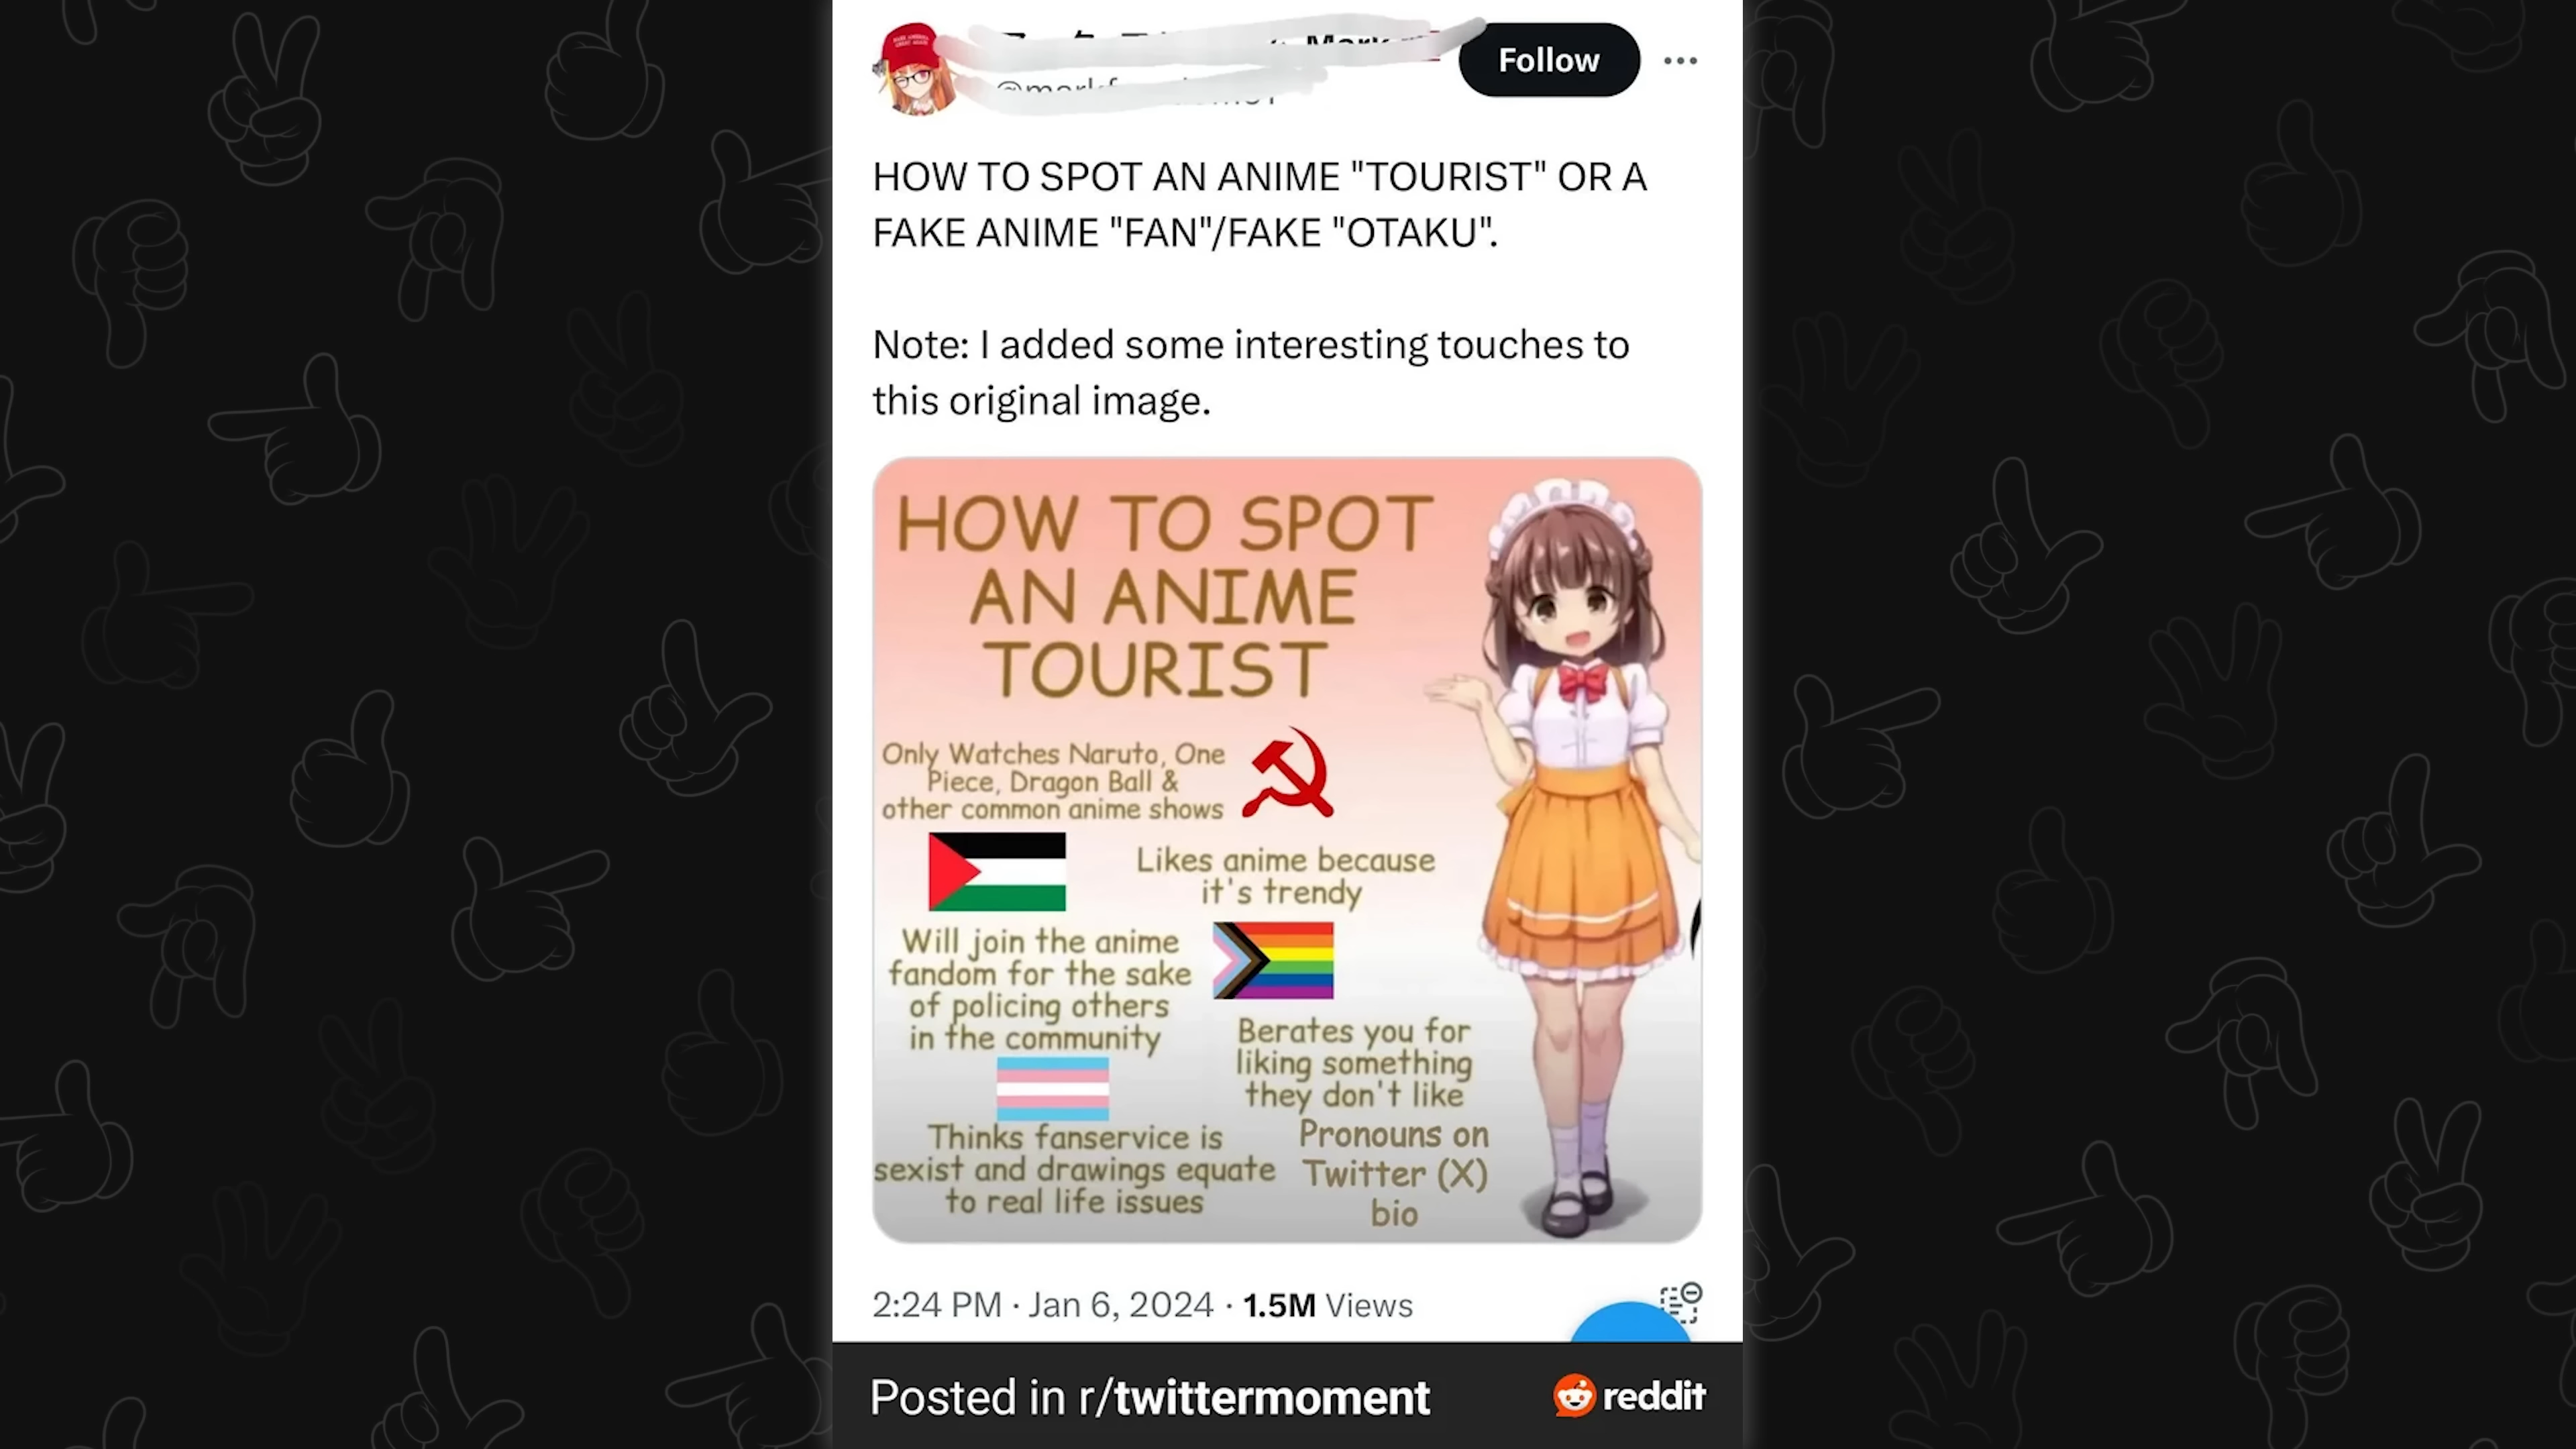 Follow
HOW TO SPOT AN ANIME "TOURIST" OR A
FAKE ANIME "FAN"/FAKE "OTAKU".
Note: I added some interesting touches to
this original image.
HOW TO SPOT
AN ANIME
TOURIST
Only Watches Naruto, One
Piece, Dragon Ball &
other common anime shows
Likes anime because
it's trendy
Will join the anime
fandom for the sake
of policing others
in the community
Berates you for
liking something
they don't like
Thinks fanservice is
sexist and drawings equate
to real life issues
Pronouns on
Twitter (X)
bio
2:24 PM · Jan 6, 2024 · 1.5M Views
Posted in r/twittermoment
reddit